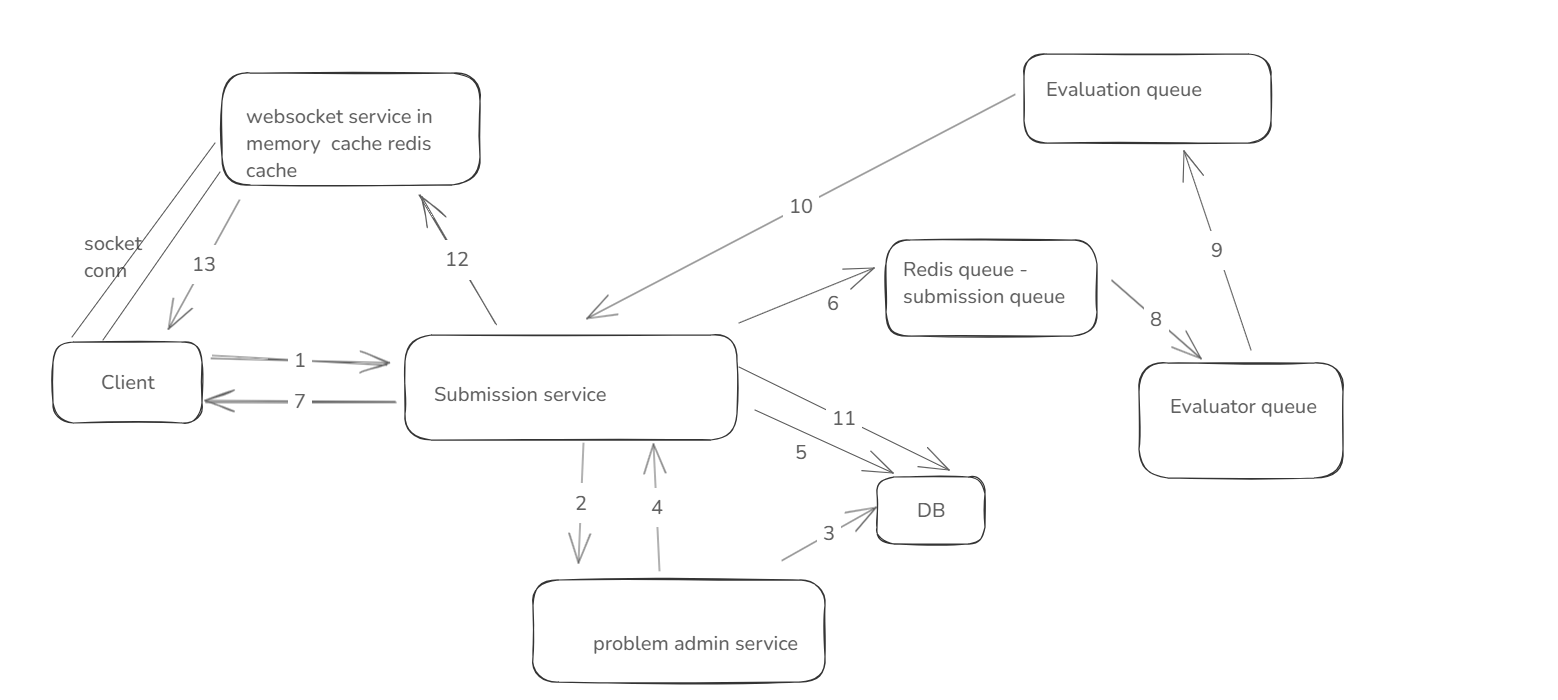 Evaluation queue
websocket service in
memory cache redis
cache
10
socket
conn
13
12
9
Redis queue -
submission queue
6
8
1
Client
7
Submission service
11
5
Evaluator queue
2
4
3
DB
problem admin service